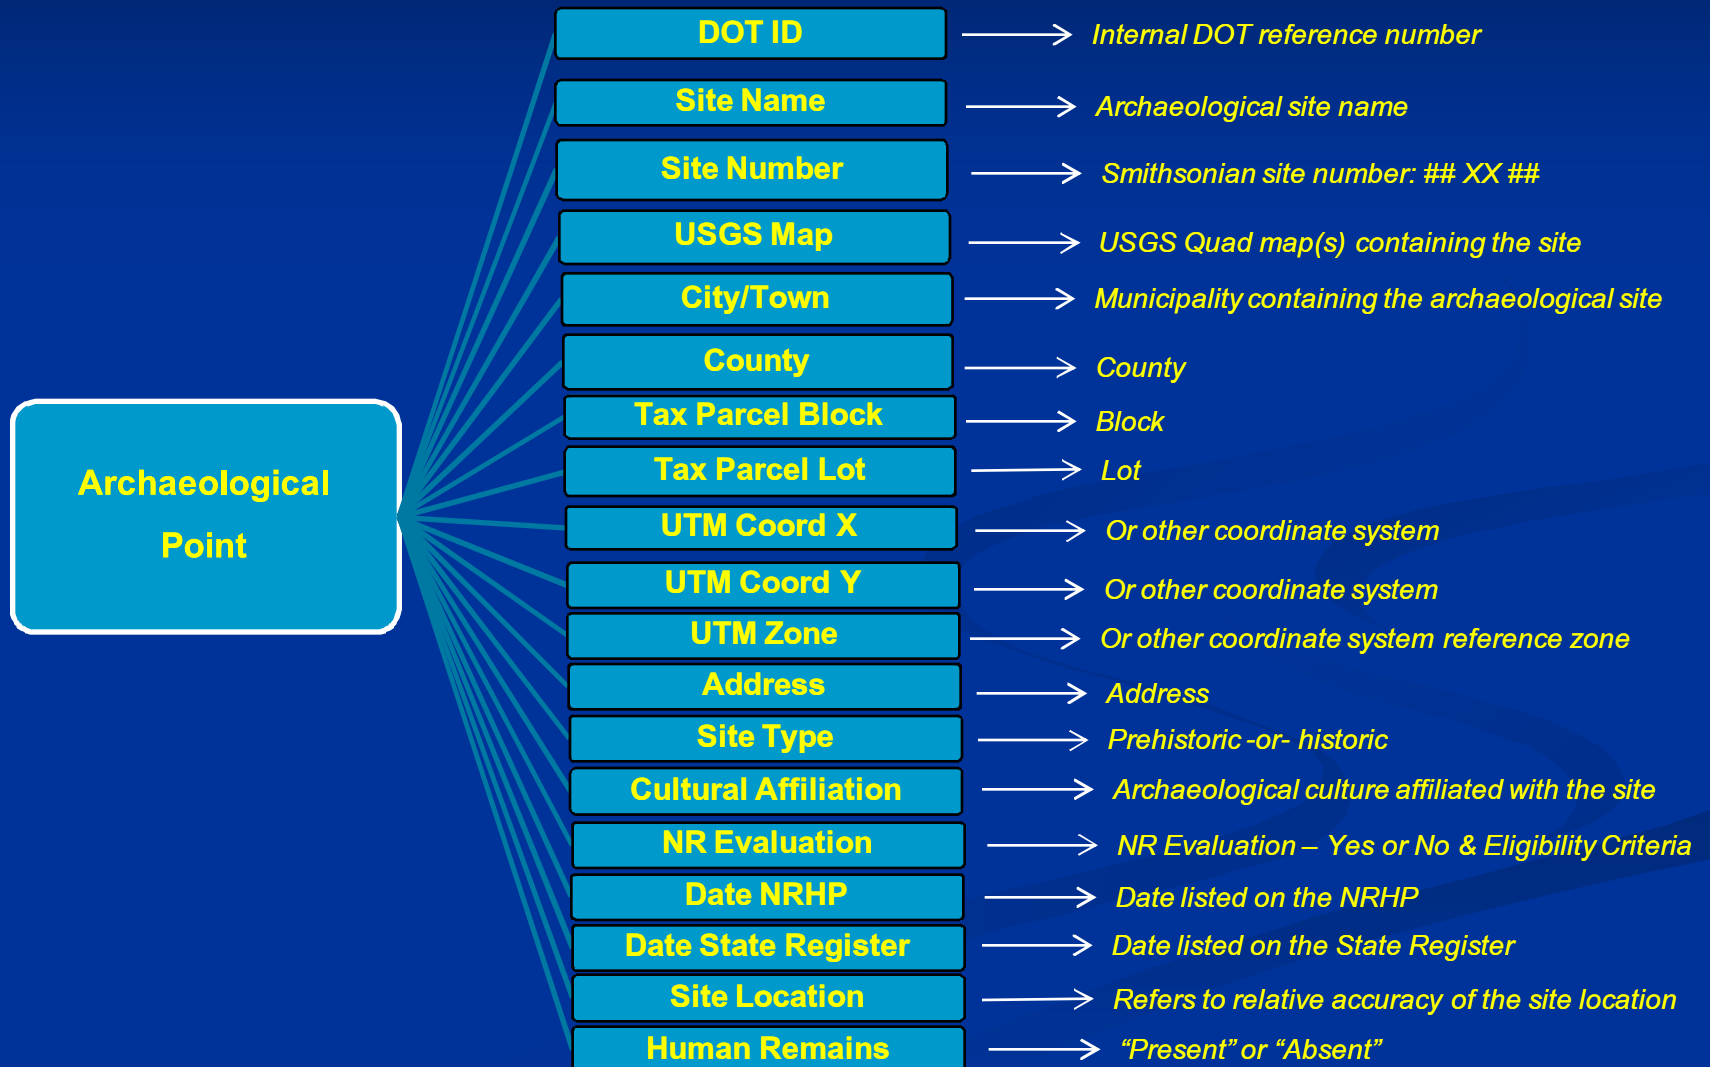 DOT ID
Internal DOT reference number
Site Name
Archaeological site name
Site Number
Smithsonian site number: ## XX ##
USGS Map
USGS Quad map(s) containing the site
City/Town
Municipality containing the archaeological site
County
County
Tax Parcel Block
Block
Tax Parcel Lot
Lot
Archaeological
Point
UTM Coord X
Or other coordinate system
UTM Coord Y
Or other coordinate system
UTM Zone
Or other coordinate system reference zone
Address
Address
Site Type
Prehistoric -or- historic
Cultural Affiliation
Archaeological culture affiliated with the site
NR Evaluation
NR Evaluation – Yes or No & Eligibility Criteria
Date NRHP
Date listed on the NRHP
Date State Register
Date listed on the State Register
Site Location
Refers to relative accuracy of the site location
Human Remains
“Present” or “Absent”